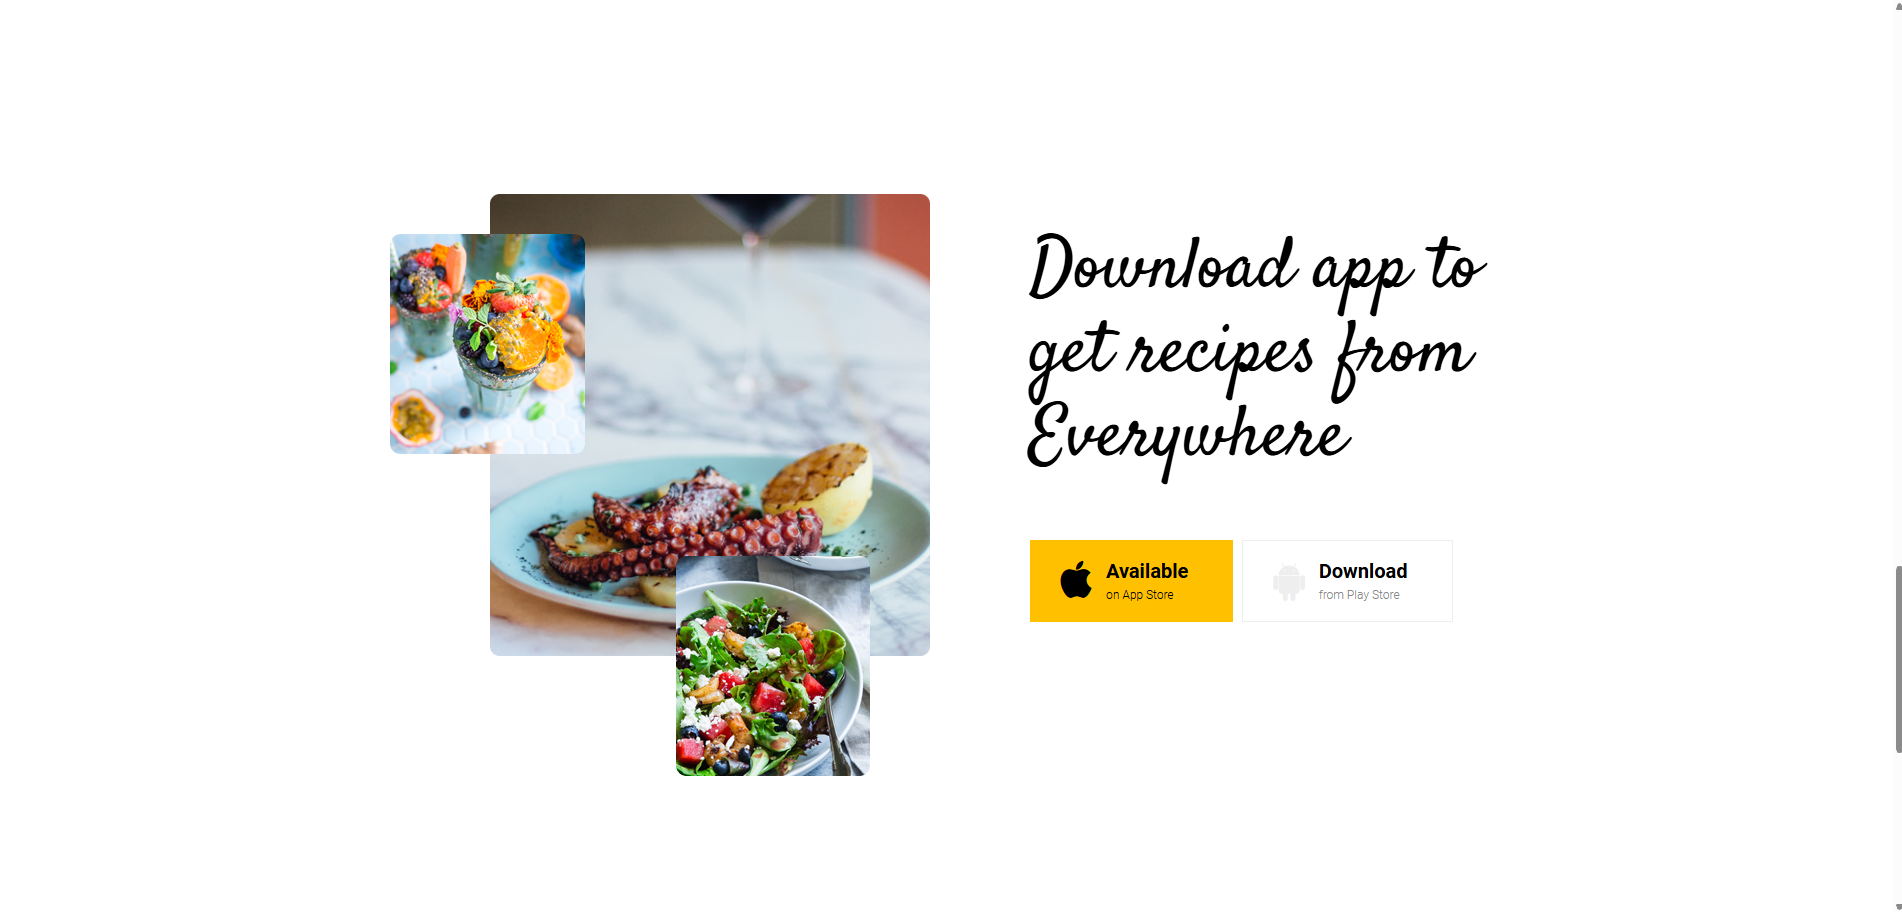 Download app to
get recipes from
Everywhere
Available
on App Store
Download
from Play Store